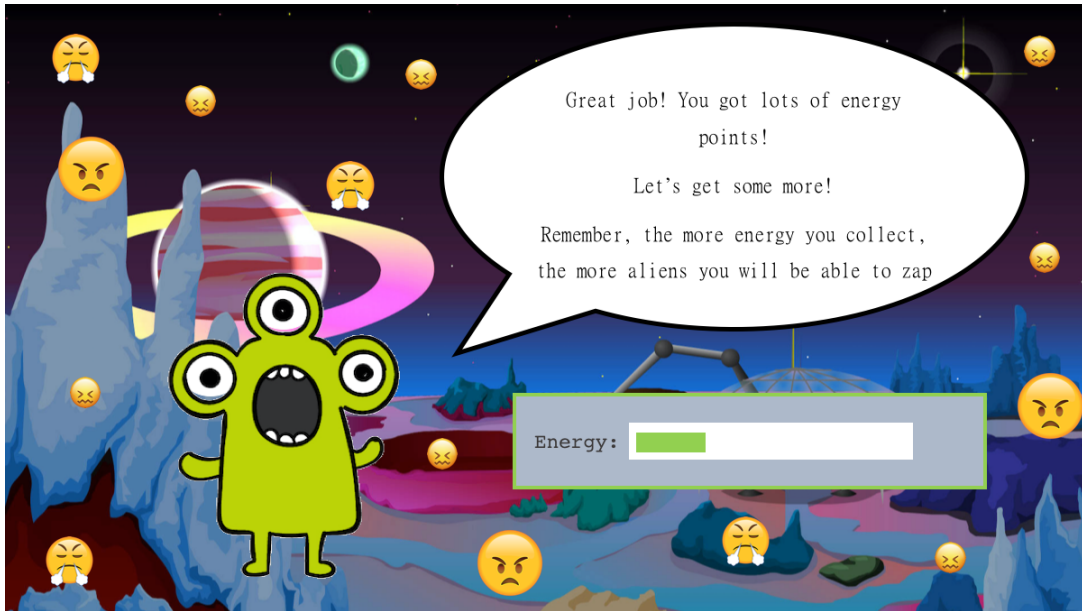 Great job! You got lots of energy
points!
Let’s get some more!
Remember, the more energy you collect,
the more aliens you will be able to zap
Energy: